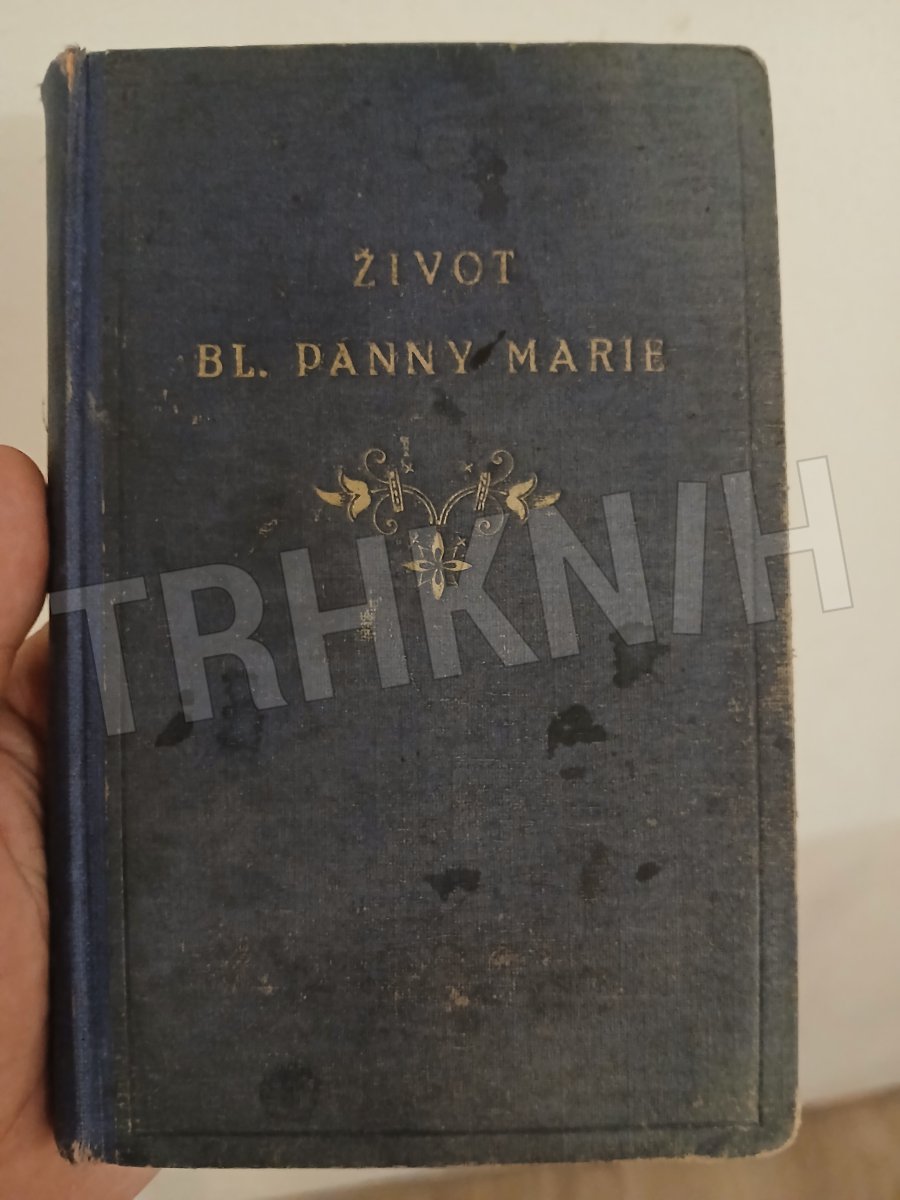 ŽIVOT
BL. PANNY MARIE
TRHKNIH